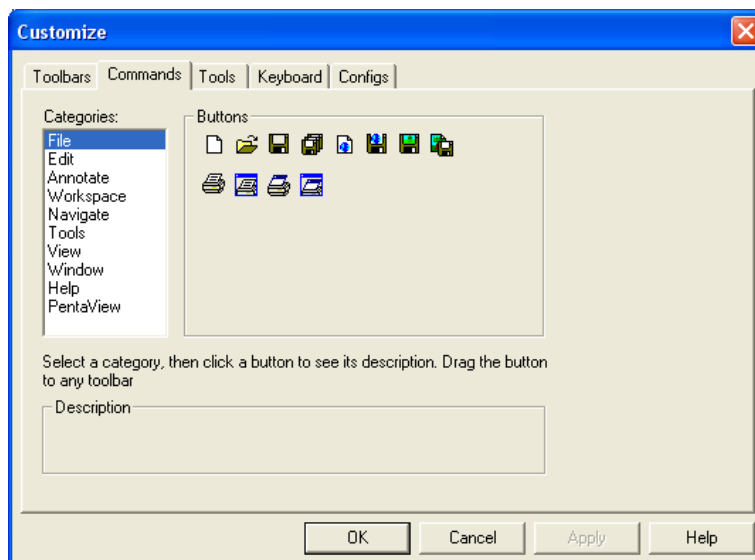 Customize
Toolbars Commands Tools Keyboard Configs
Categories:
File
Edit
Annotate
Workspace
Navigate
Tools
View
Window
Help
PentaView
Buttons
Select a category, then click a button to see its description. Drag the button
to any toolbar
Description
OK Cancel Apply Help